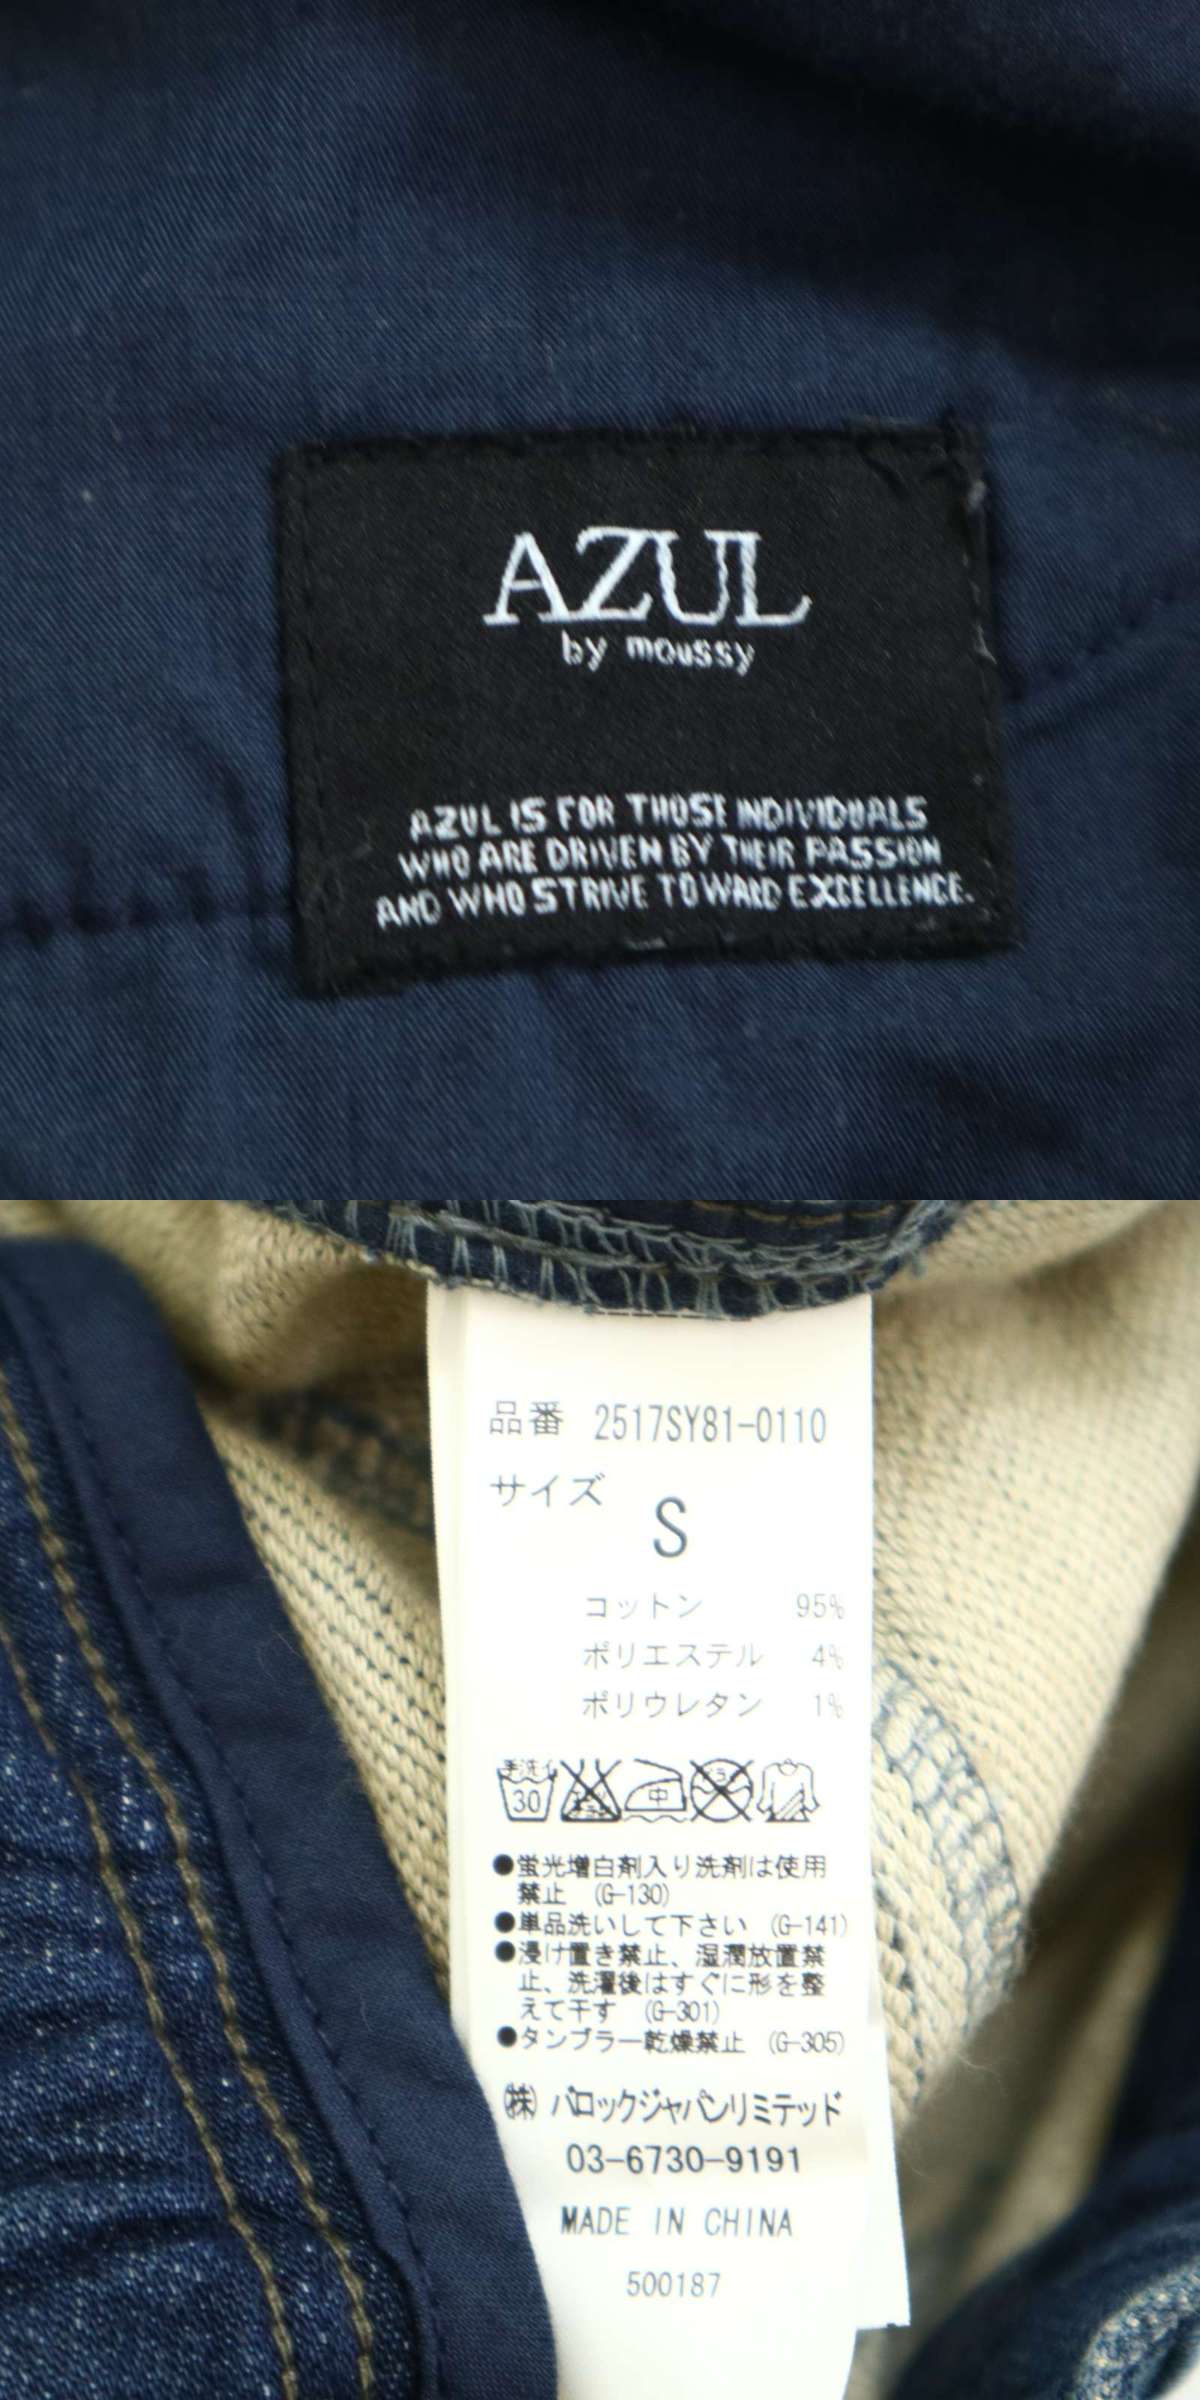 AZUL
by moussy
AZUL IS FOR THOSE INDIVIDUALS
WHO ARE DRIVEN BY THEIR PASSION
AND WHO STRIVE TOWARD EXCELLENCE.
品番 2517SY81-0110
サイズ
S
コットン 95%
ポリエステル 4%
ポリウレタン 1%
手洗イ
30
中
●蛍光増白剤入り洗剤は使用
禁止 (G-130)
●単品洗いして下さい (G-141)
●浸け置き禁止、湿潤放置禁
止、洗濯後はすぐに形を整
えて干す (G-301)
●タンブラー乾燥禁止 (G-305)
㈱バロックジャパンリミテッド
03-6730-9191
MADE IN CHINA
500187